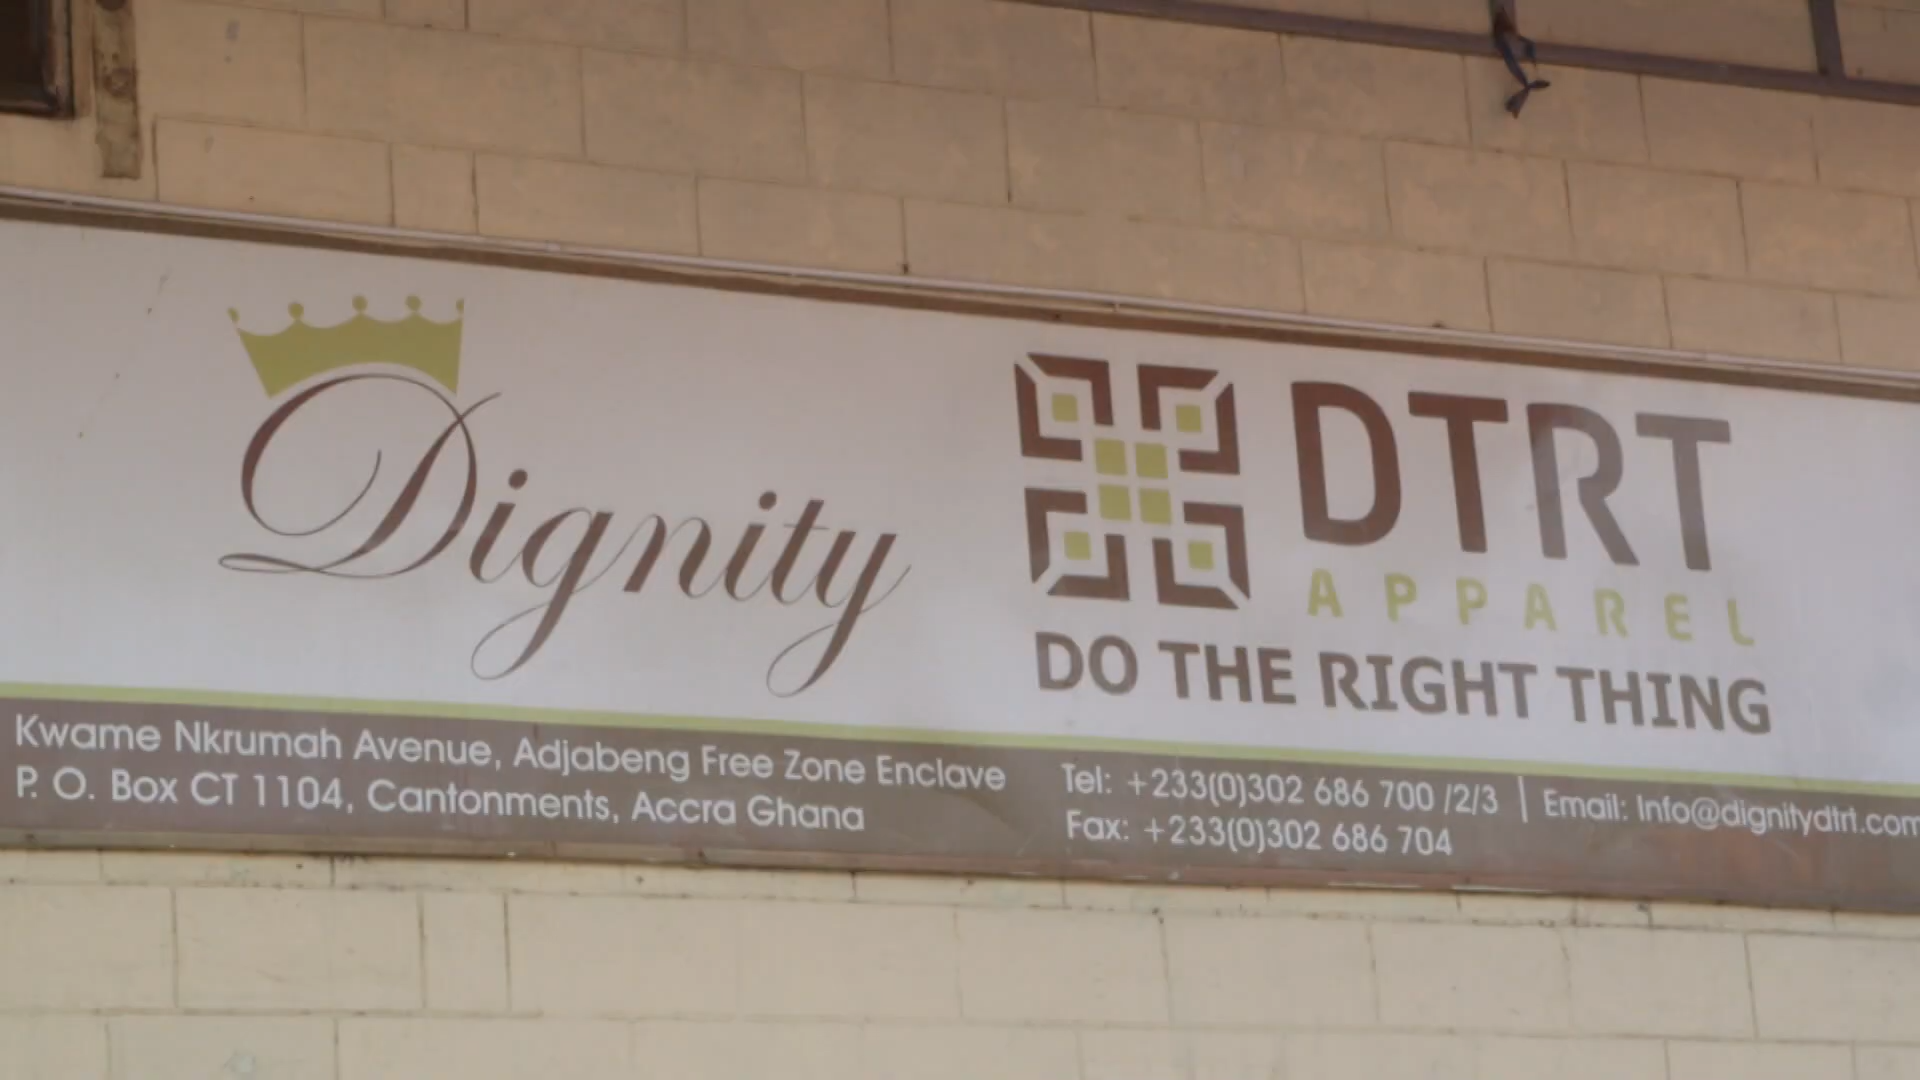 Dignity
DTRT
APPAREL
DO THE RIGHT THING
Kwame Nkrumah Avenue, Adjabeng Free Zone Enclave
P. O. Box CT 1104, Cantonments, Accra Ghana
Tel: +233(0)302 686 700 /2/3 | Email: Info@dignitydtrt.com
Fax: +233(0)302 686 704